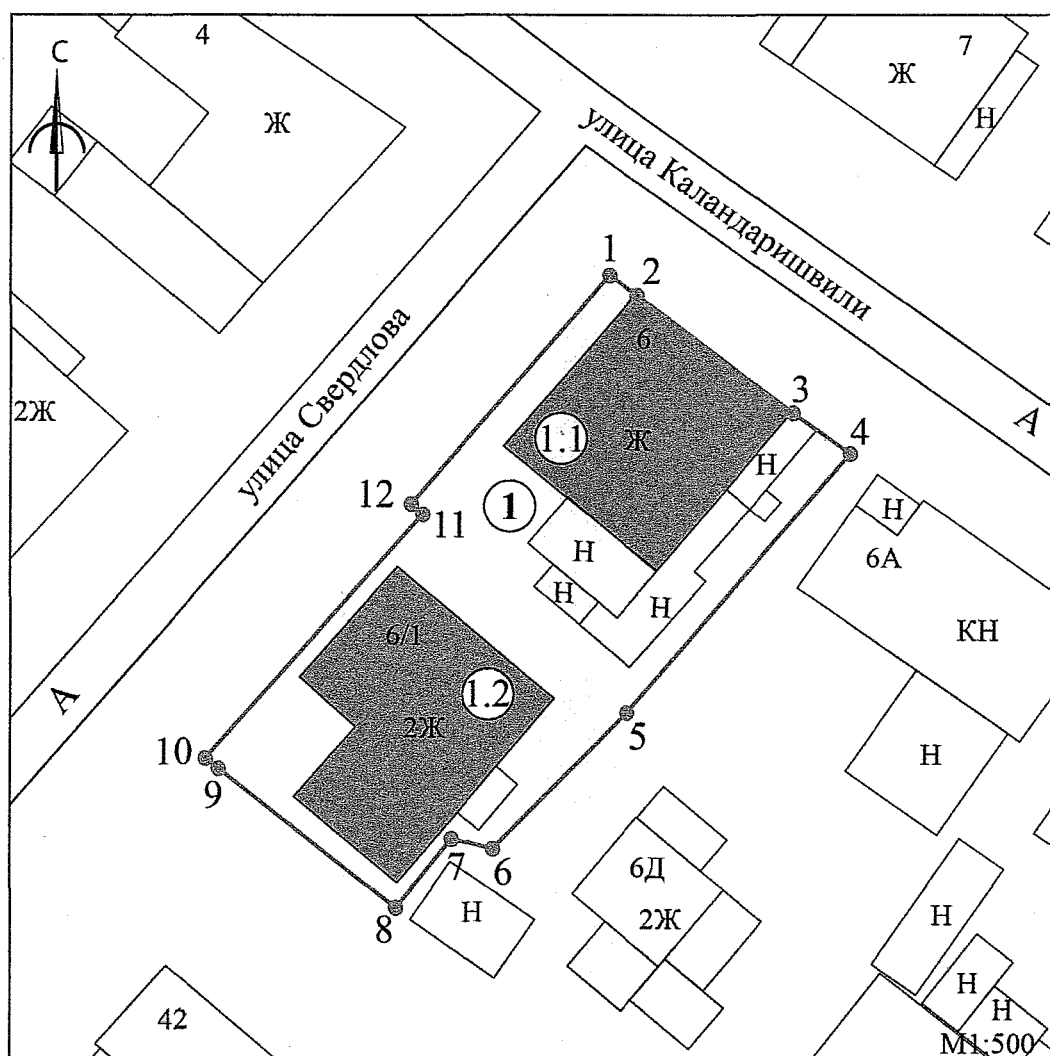 С
4
Ж
7
Ж
Н
улица Каландаришвили
1
2
6
улица Свердлова
2Ж
3
А
1.1
Ж
4
Н
12
11
1
Н
Н
6А
Н
Н
КН
6/1
1.2
А
2Ж
5
10
9
Н
7
6
8
Н
6Д
2Ж
Н
Н
Н
42
М1:500